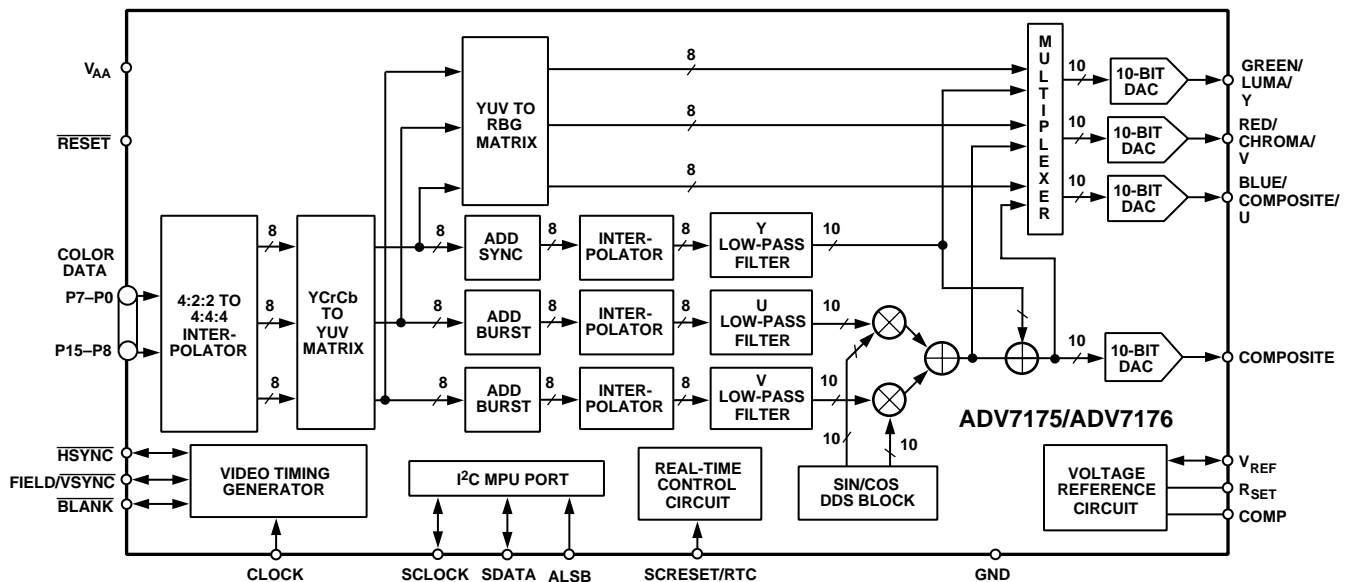 V_AA
RESET
COLOR
DATA
P7–P0
P15–P8
HSYNC
FIELD/VSYNC
BLANK
4:2:2 TO
4:4:4
INTER-
POLATOR
8
8
8
YCrCb
TO
YUV
MATRIX
8
8
8
YUV TO
RBG
MATRIX
8
8
8
ADD
SYNC
8
INTER-
POLATOR
8
Y
LOW-PASS
FILTER
10
ADD
BURST
8
INTER-
POLATOR
8
U
LOW-PASS
FILTER
10
ADD
BURST
8
INTER-
POLATOR
8
V
LOW-PASS
FILTER
10
10
10
SIN/COS
DDS BLOCK
MULTIPLEXER
10
10-BIT
DAC
GREEN/
LUMA/
Y
10
10-BIT
DAC
RED/
CHROMA/
V
10
10-BIT
DAC
BLUE/
COMPOSITE/
U
10
10-BIT
DAC
COMPOSITE
ADV7175/ADV7176
VIDEO TIMING
GENERATOR
I²C MPU PORT
REAL-TIME
CONTROL
CIRCUIT
VOLTAGE
REFERENCE
CIRCUIT
V_REF
R_SET
COMP
CLOCK
SCLOCK
SDATA
ALSB
SCRESET/RTC
GND